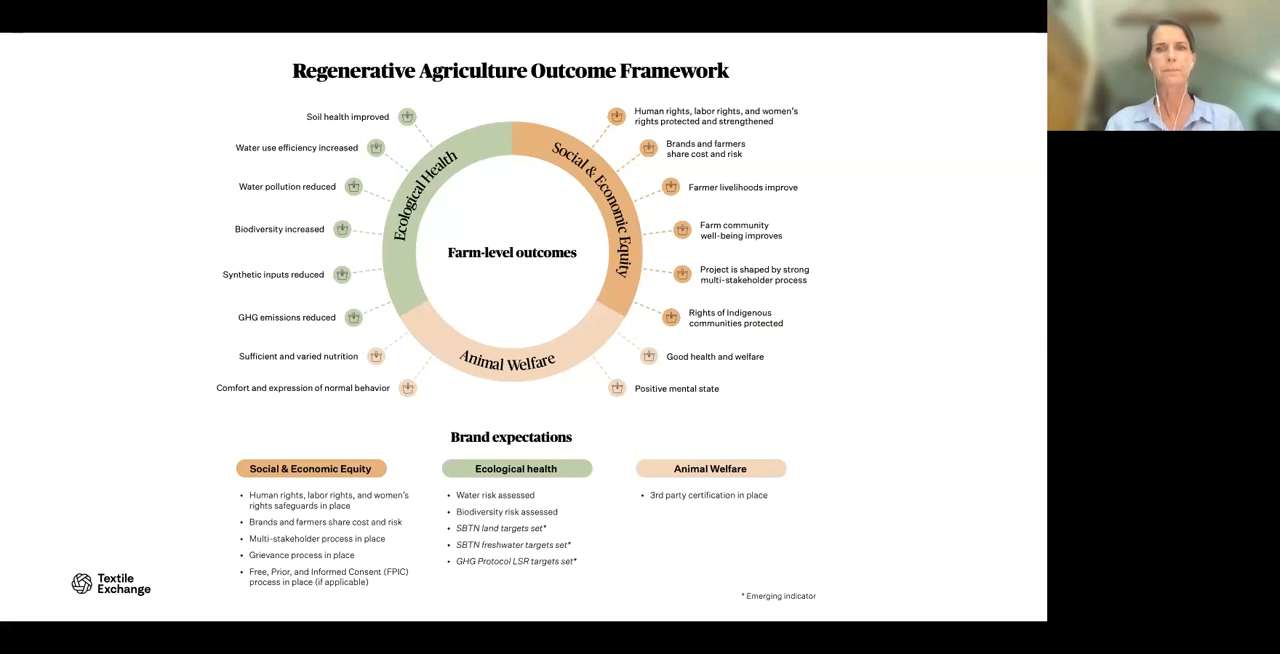 Regenerative Agriculture Outcome Framework
Soil health improved
Water use efficiency increased
Water pollution reduced
Biodiversity increased
Synthetic inputs reduced
GHG emissions reduced
Sufficient and varied nutrition
Comfort and expression of normal behavior
Ecological Health
Social & Economic Equity
Animal Welfare
Farm-level outcomes
Human rights, labor rights, and women's
rights protected and strengthened
Brands and farmers
share cost and risk
Farmer livelihoods improve
Farm community
well-being improves
Project is shaped by strong
multi-stakeholder process
Rights of Indigenous
communities protected
Good health and welfare
Positive mental state
Brand expectations
Social & Economic Equity
• Human rights, labor rights, and women's
rights safeguards in place
• Brands and farmers share cost and risk
• Multi-stakeholder process in place
• Grievance process in place
• Free, Prior, and Informed Consent (FPIC)
process in place (if applicable)
Ecological health
• Water risk assessed
• Biodiversity risk assessed
• SBTN land targets set*
• SBTN freshwater targets set*
• GHG Protocol LSR targets set*
Animal Welfare
• 3rd party certification in place
* Emerging indicator
Textile
Exchange